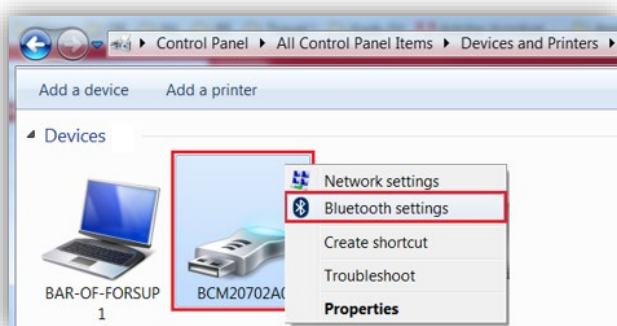 Control Panel ▸ All Control Panel Items ▸ Devices and Printers ▸
Add a device Add a printer
Devices
Network settings
Bluetooth settings
Create shortcut
Troubleshoot
Properties
BAR-OF-FORSUP
1
BCM20702A0